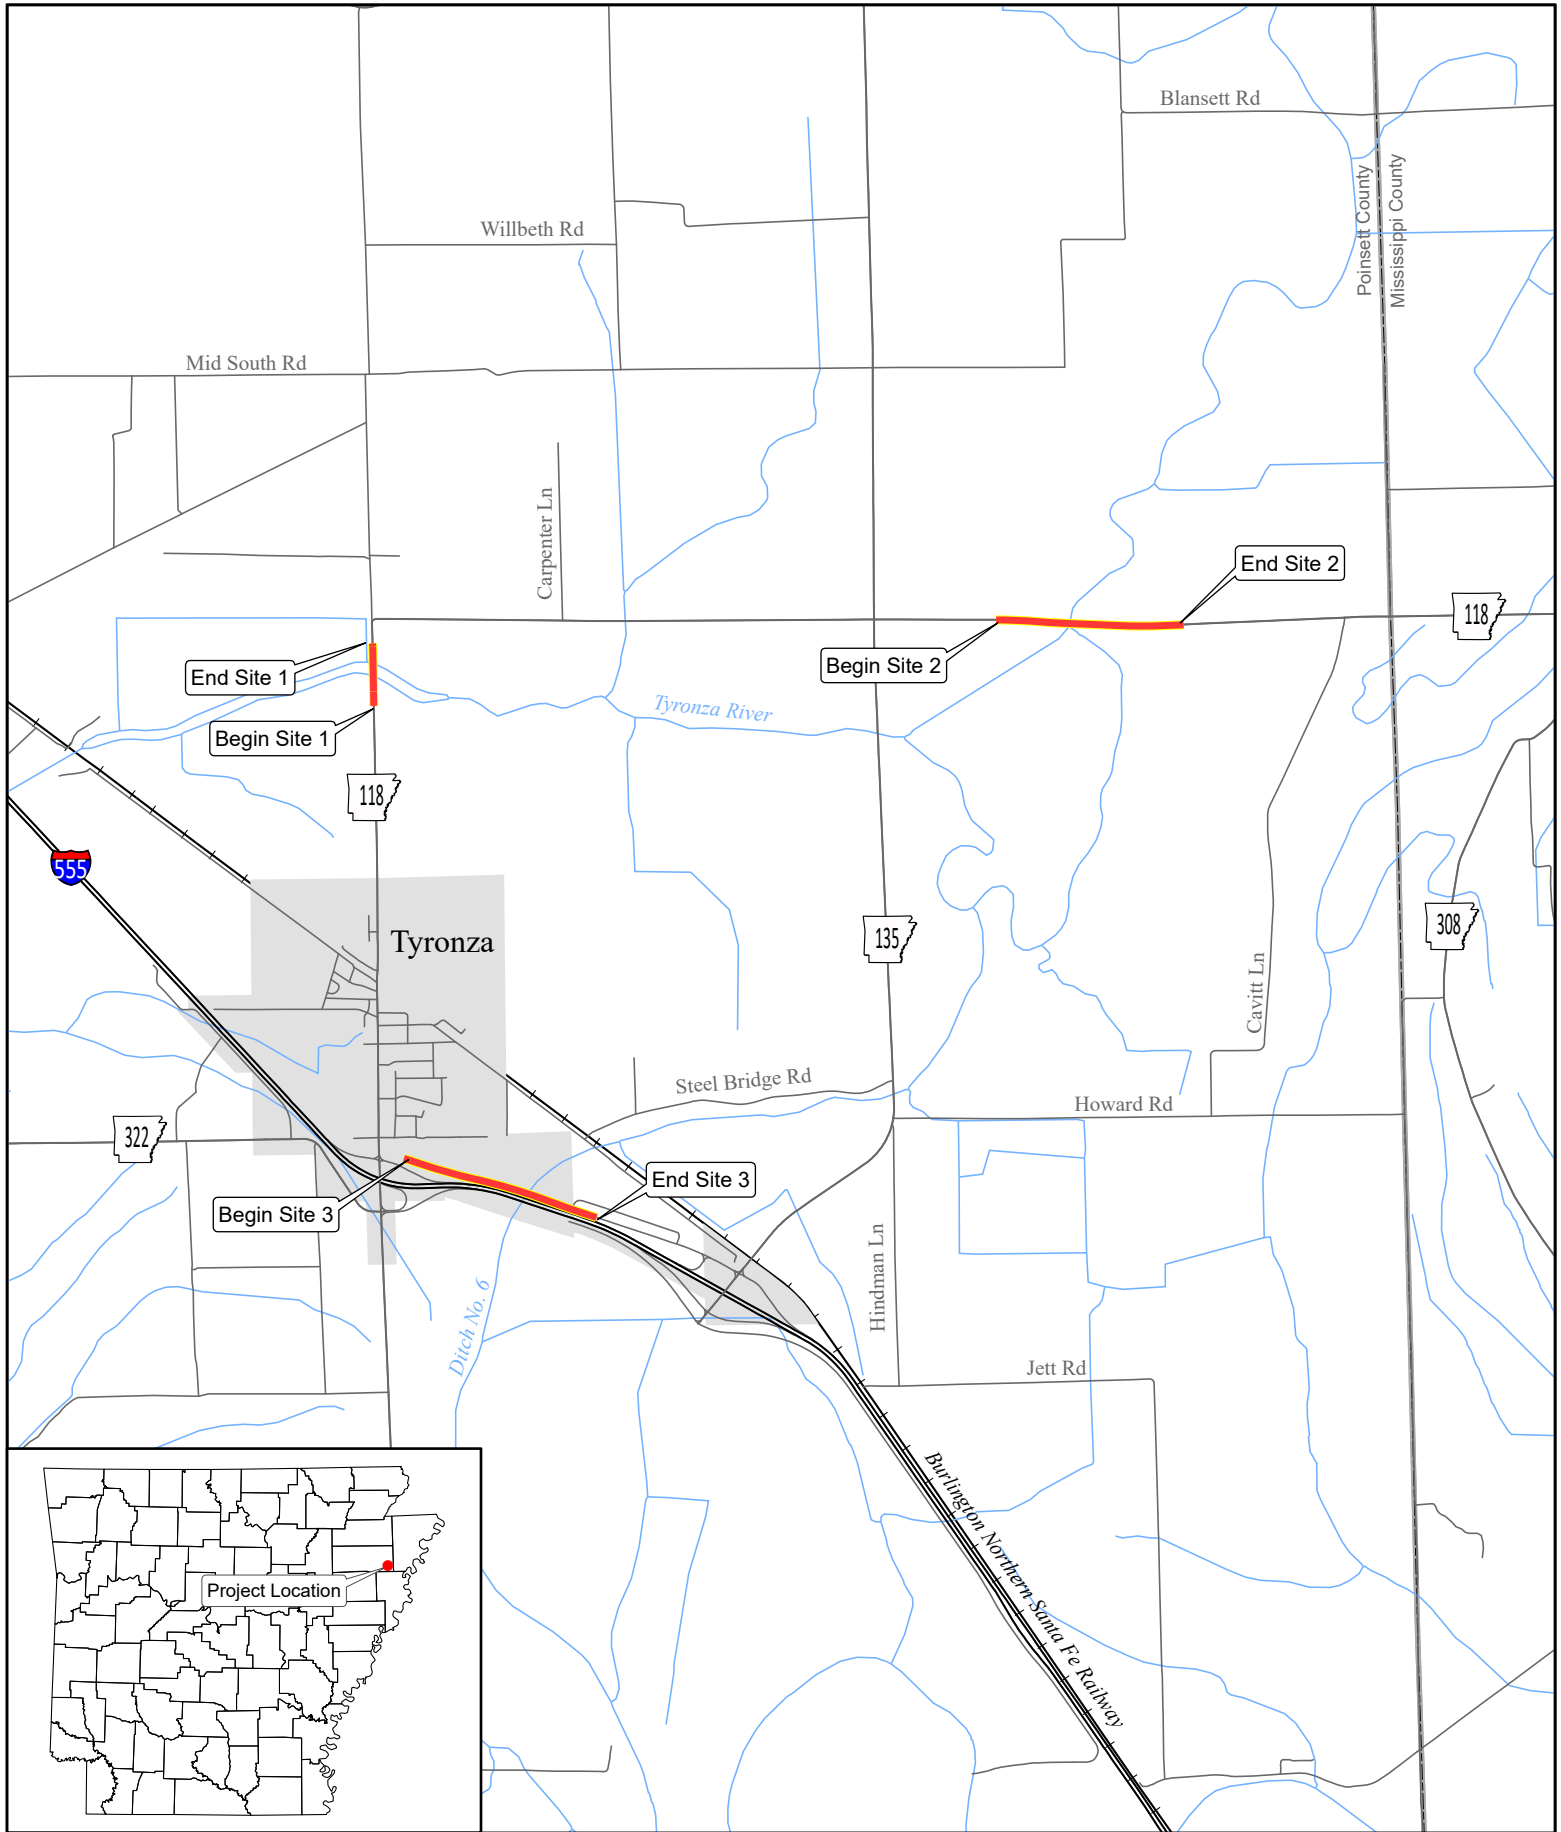 Blansett Rd
Poinsett County
Mississippi County
Willbeth Rd
Mid South Rd
Carpenter Ln
End Site 2
118
End Site 1
Begin Site 2
Tyronza River
Begin Site 1
118
555
Tyronza
135
308
Cavitt Ln
Steel Bridge Rd
Howard Rd
322
End Site 3
Begin Site 3
Hindman Ln
Ditch No. 6
Jett Rd
Burlington Northern Santa Fe Railway
Project Location